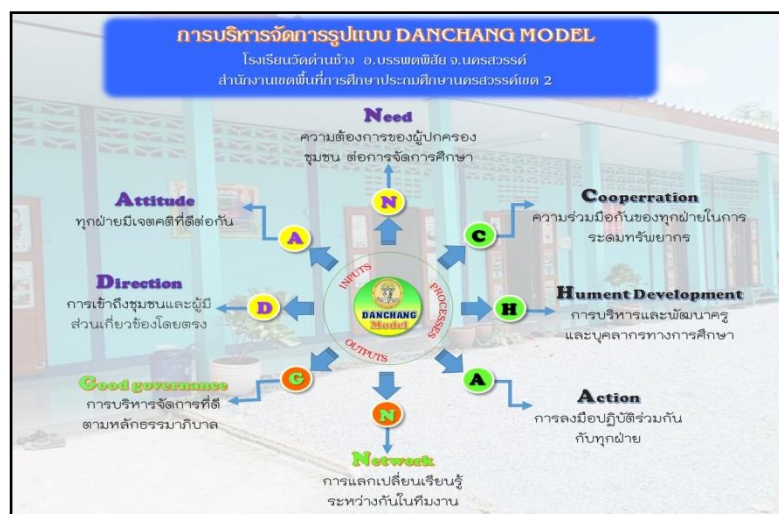 การบริหารจัดการรูปแบบ DANCHANG MODEL
โรงเรียนวัดด่านช้าง อ.บรรพตพิสัย จ.นครสวรรค์
สำนักงานเขตพื้นที่การศึกษาประถมศึกษานครสวรรค์เขต 2
Need
ความต้องการของผู้ปกครอง
ชุมชน ต่อการจัดการศึกษา
Attitude
ทุกฝ่ายมีเจตคติที่ดีต่อกัน
Cooperration
ความร่วมมือกันของทุกฝ่ายในการ
ระดมทรัพยากร
N
A
C
Direction
การเข้าถึงชุมชนและผู้มี
ส่วนเกี่ยวข้องโดยตรง
D
INPUTS
PROCESSES
OUTPUTS
DANCHANG
Model
H
Hument Development
การบริหารและพัฒนาครู
และบุคลากรทางการศึกษา
Good governance
การบริหารจัดการที่ดี
ตามหลักธรรมาภิบาล
G
N
A
Action
การลงมือปฏิบัติร่วมกัน
กับทุกฝ่าย
Network
การแลกเปลี่ยนเรียนรู้
ระหว่างกันในทีมงาน